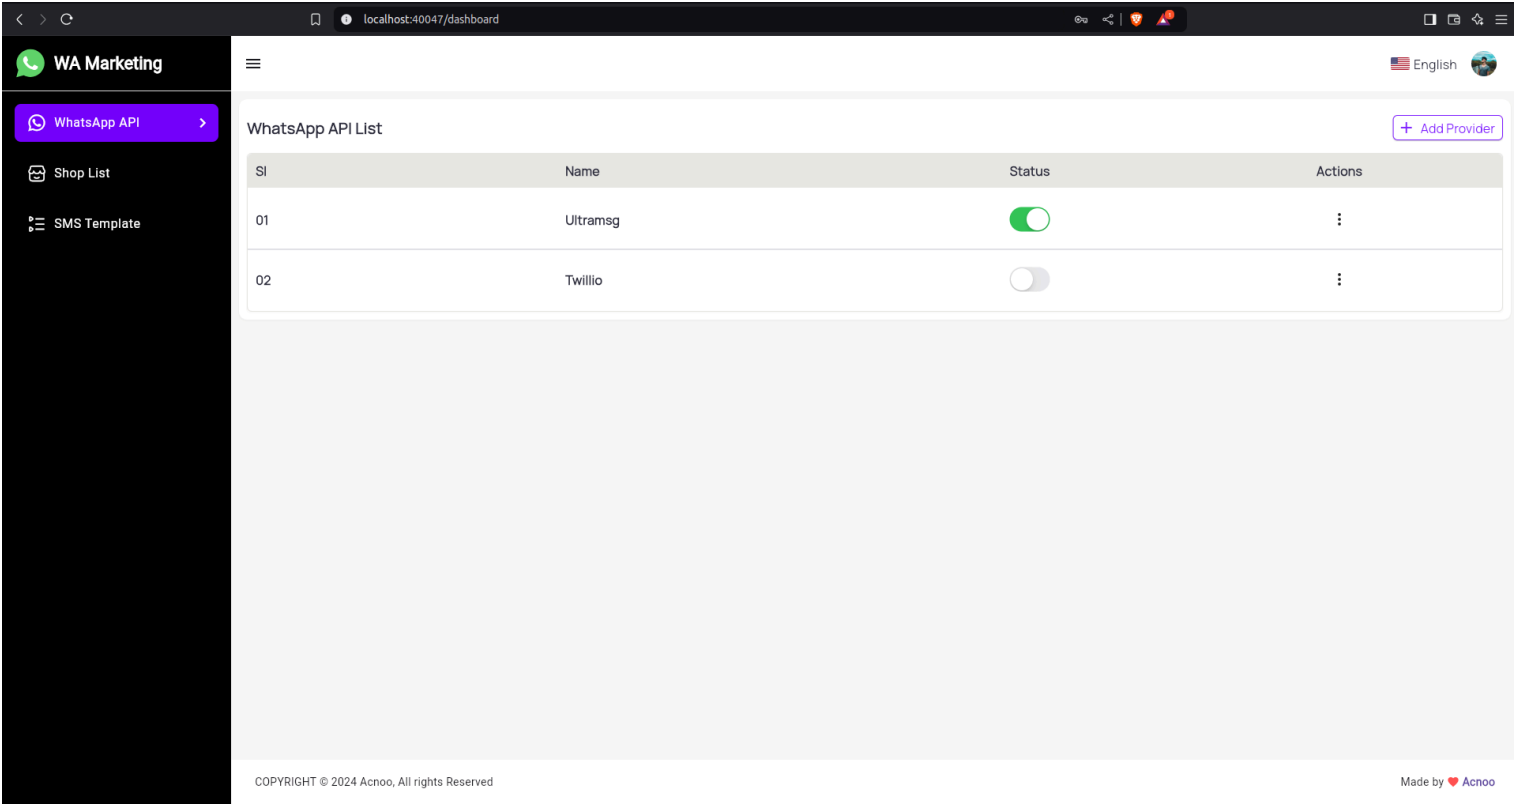 localhost:40047/dashboard
1
WA Marketing
English
WhatsApp API
Shop List
SMS Template
WhatsApp API List
+ Add Provider
Sl Name Status Actions
01 Ultramsg
02 Twillio
COPYRIGHT © 2024 Acnoo, All rights Reserved
Made by ❤ Acnoo